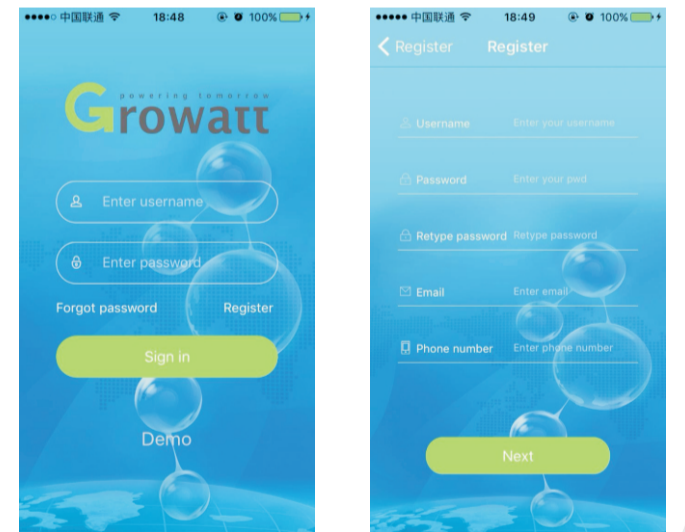 中国联通 18:48 100%
powering tomorrow
Growatt
Enter username
Enter password
Forgot password Register
Sign in
Demo
中国联通 18:49 100%
Register Register
Username Enter your username
Password Enter your pwd
Retype password Retype password
Email Enter email
Phone number Enter phone number
Next